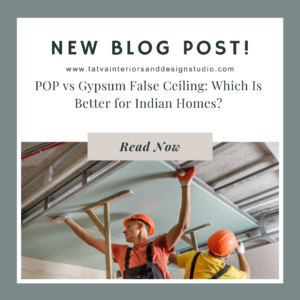 NEW BLOG POST!
www.tatvainteriorsanddesignstudio.com
POP vs Gypsum False Ceiling: Which Is
Better for Indian Homes?
Read Now